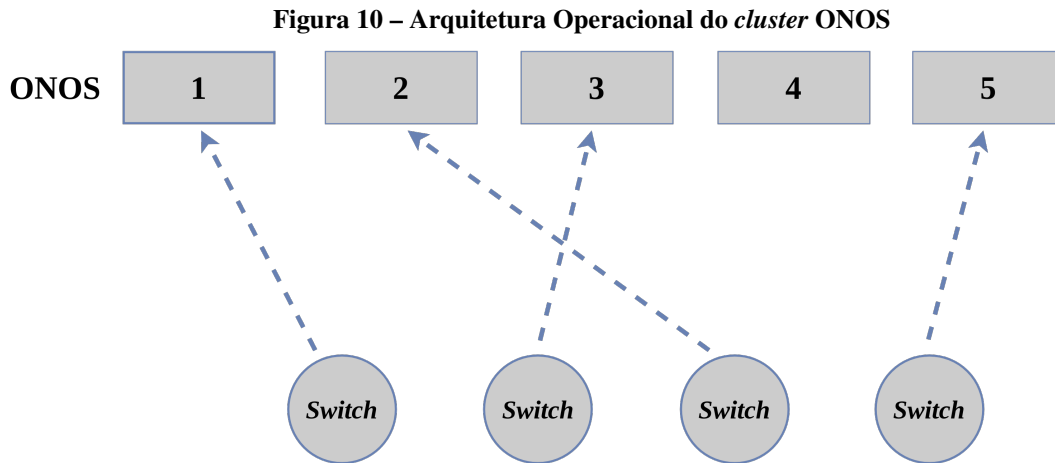 Figura 10 – Arquitetura Operacional do cluster ONOS
ONOS 1 2 3 4 5
Switch Switch Switch Switch